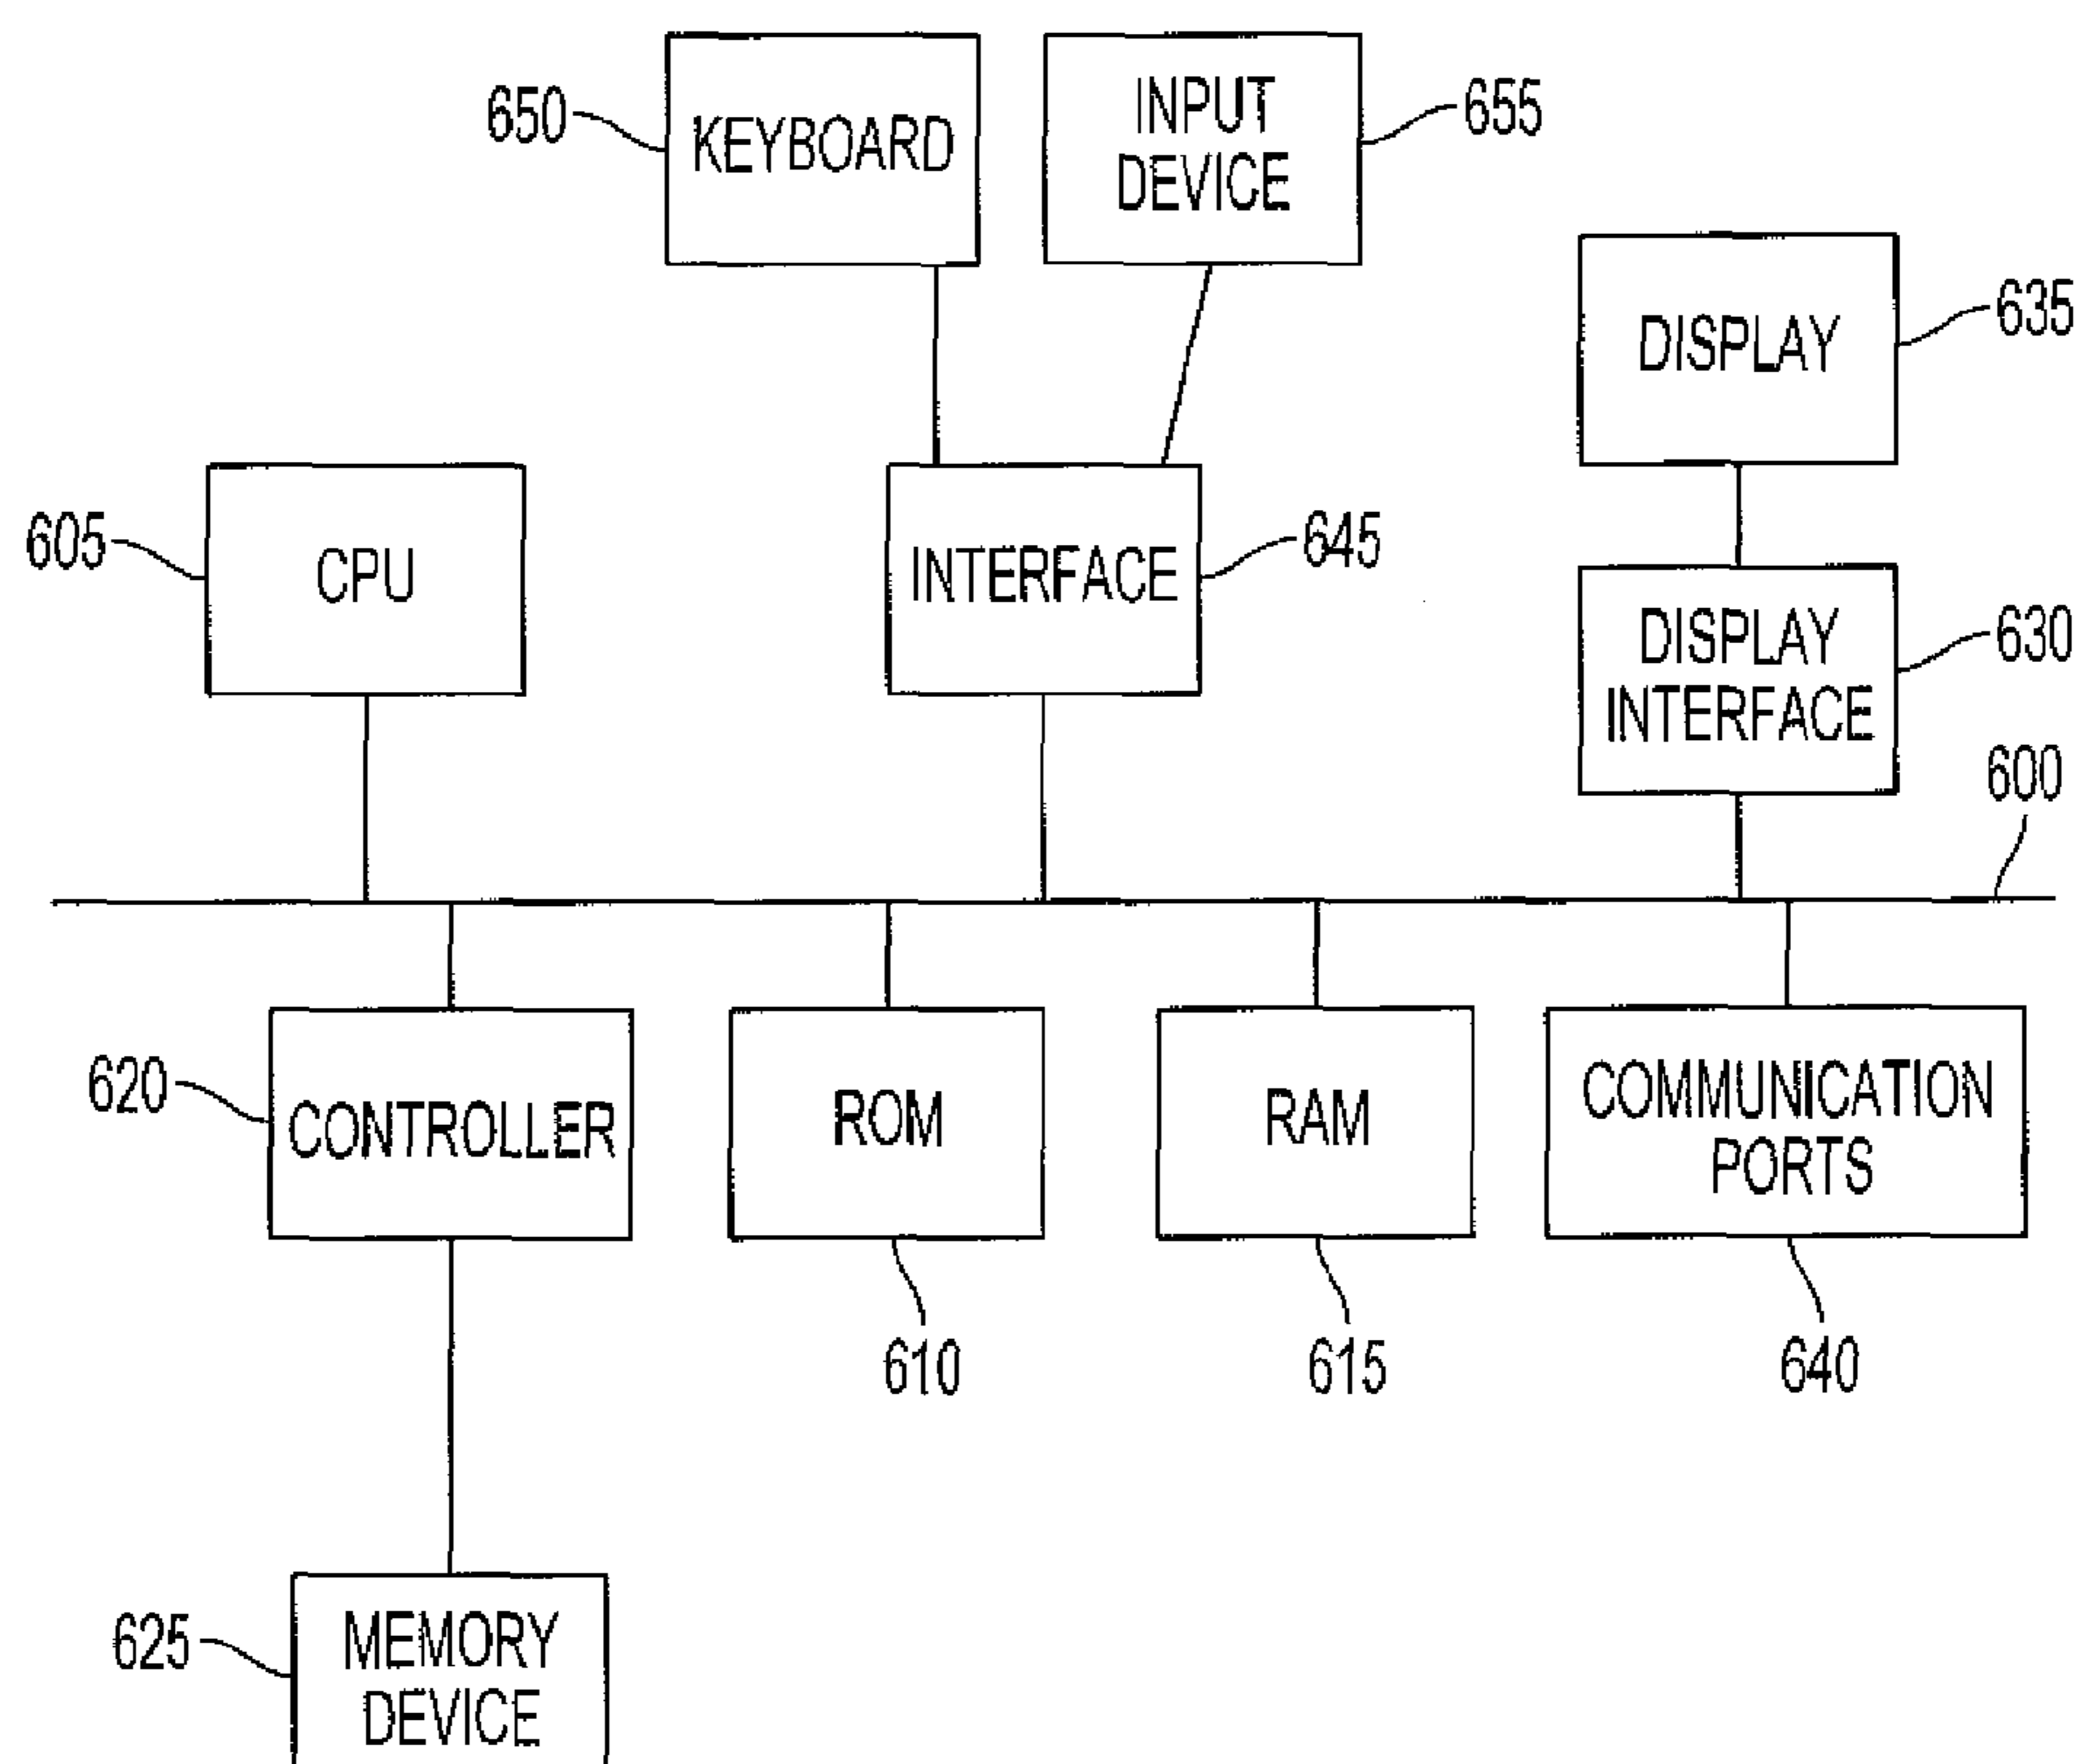 650
KEYBOARD
INPUT
DEVICE
655
DISPLAY
635
605
CPU
INTERFACE
645
DISPLAY
INTERFACE
630
600
620
CONTROLLER
ROM
RAM
COMMUNICATION
PORTS
610
615
640
625
MEMORY
DEVICE